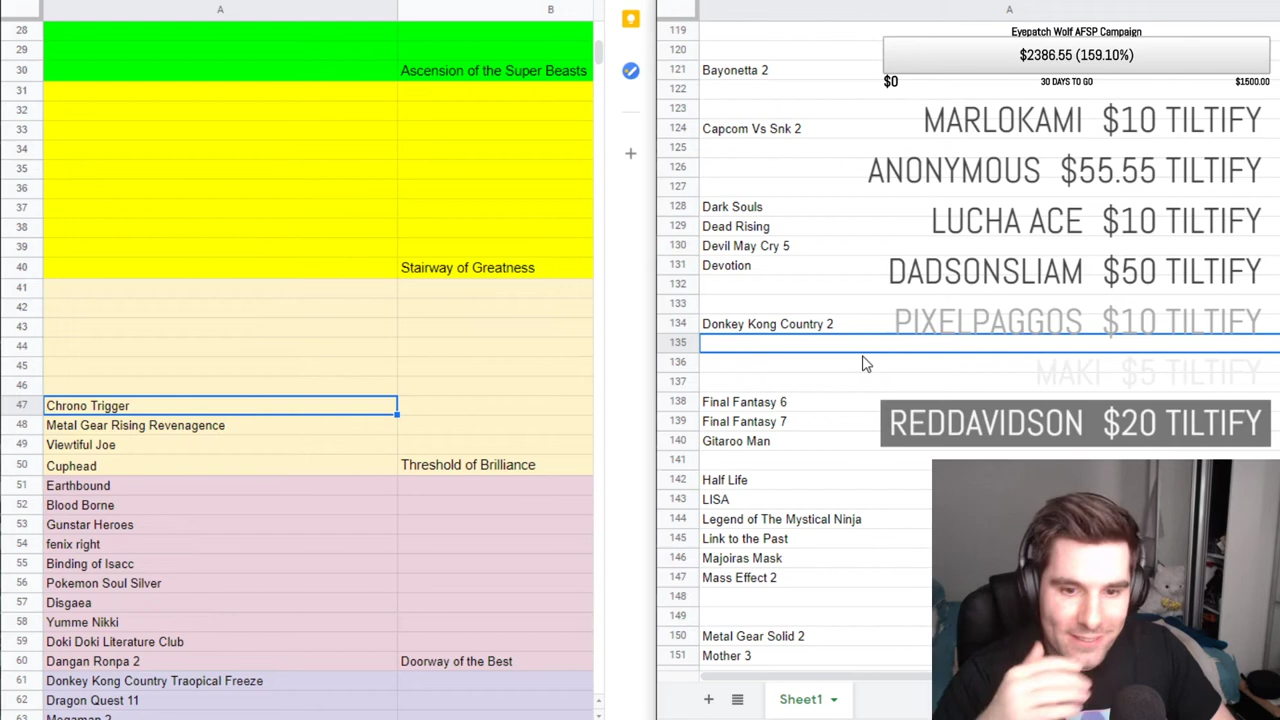 A
B
28
29
30
Ascension of the Super Beasts
31
32
33
34
35
36
37
38
39
40
Stairway of Greatness
41
42
43
44
45
46
47
Chrono Trigger
48
Metal Gear Rising Revenagence
49
Viewtiful Joe
50
Cuphead
Threshold of Brilliance
51
Earthbound
52
Blood Borne
53
Gunstar Heroes
54
fenix right
55
Binding of Isacc
56
Pokemon Soul Silver
57
Disgaea
58
Yumme Nikki
59
Doki Doki Literature Club
60
Dangan Ronpa 2
Doorway of the Best
61
Donkey Kong Country Traopical Freeze
62
Dragon Quest 11
63
Megaman 2
A
119
120
121
Bayonetta 2
122
123
124
Capcom Vs Snk 2
125
126
127
128
Dark Souls
129
Dead Rising
130
Devil May Cry 5
131
Devotion
132
133
134
Donkey Kong Country 2
135
136
137
138
Final Fantasy 6
139
Final Fantasy 7
140
Gitaroo Man
141
142
Half Life
143
LISA
144
Legend of The Mystical Ninja
145
Link to the Past
146
Majoiras Mask
147
Mass Effect 2
148
149
150
Metal Gear Solid 2
151
Mother 3
Sheet1
Eyepatch Wolf AFSP Campaign
$2386.55 (159.10%)
$0
30 DAYS TO GO
$1500.00
MARLOKAMI $10 TILTIFY
ANONYMOUS $55.55 TILTIFY
LUCHA ACE $10 TILTIFY
DADSONSLIAM $50 TILTIFY
PIXELPAGGOS $10 TILTIFY
MAKI $5 TILTIFY
REDDAVIDSON $20 TILTIFY